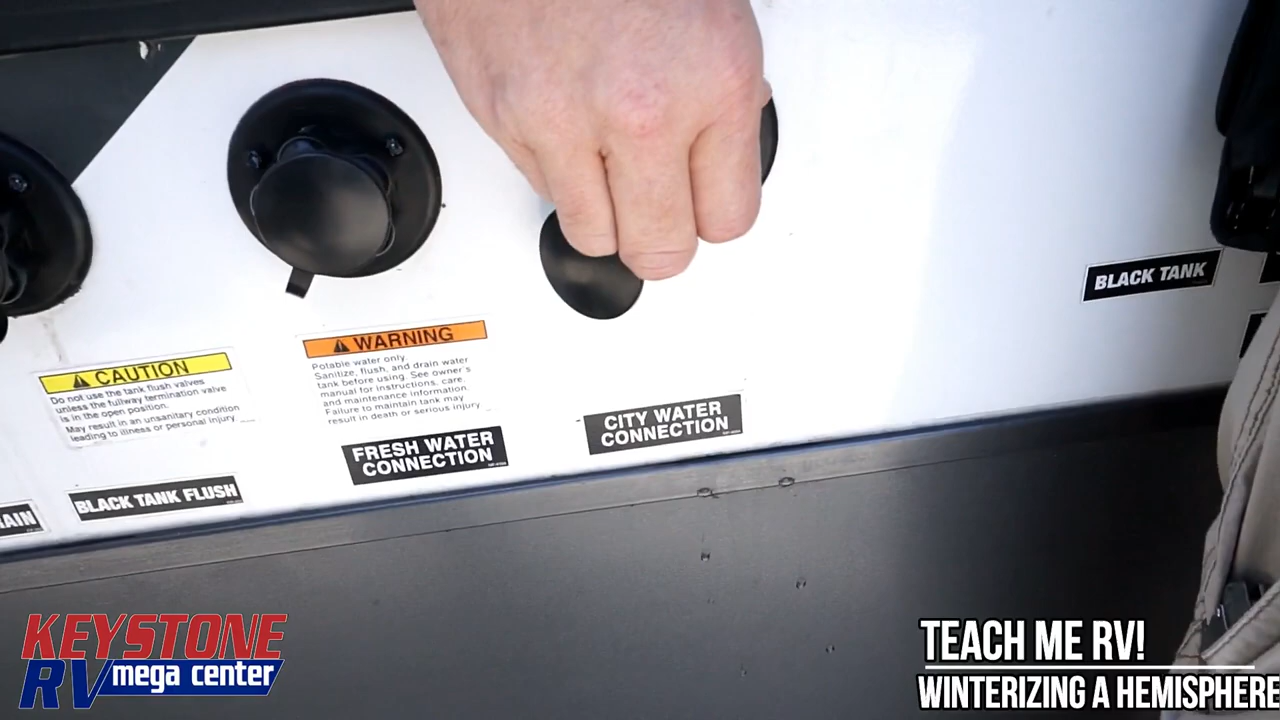 BLACK TANK
WARNING
Potable water only.
Sanitize, flush, and drain water
tank before using. See owner's
manual for instructions, care,
and maintenance information.
Failure to maintain tank may
result in death or serious injury
CAUTION
Do not use the tank flush valves
unless the fullway termination valve
is in the open position.
May result in an unsanitary condition
leading to illness or personal injury
CITY WATER
CONNECTION
FRESH WATER
CONNECTION
BLACK TANK FLUSH
AIN
KEYSTONE
RV mega center
TEACH ME RV!
WINTERIZING A HEMISPHERE